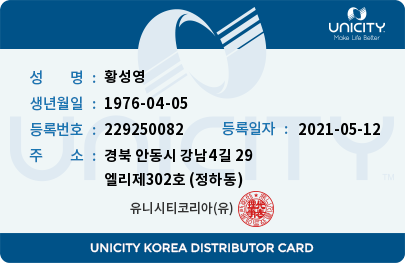 UNICITY
Make Life Better
성 명 : 황성영
생년월일 : 1976-04-05
등록번호 : 229250082 등록일자 : 2021-05-12
주 소 : 경북 안동시 강남4길 29
엘리제302호 (정하동)
유니시티코리아(유)
UNICITY
UNICITY KOREA DISTRIBUTOR CARD